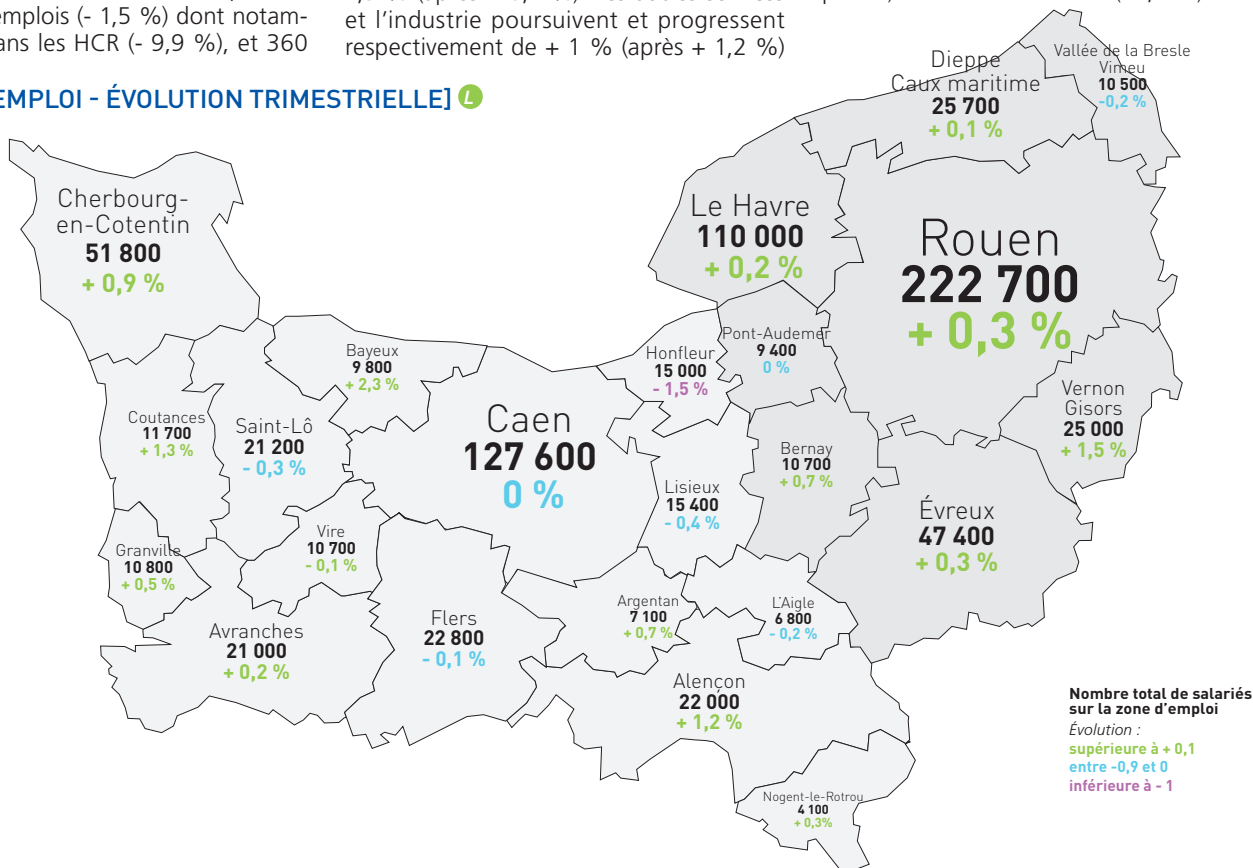 emplois (- 1,5 %) dont notam-
ans les HCR (- 9,9 %), et 360
et l'industrie poursuivent et progressent
respectivement de + 1 % (après + 1,2 %)
EMPLOI - ÉVOLUTION TRIMESTRIELLE] L
Dieppe
Caux maritime
25 700
+ 0,1 %
Vallée de la Bresle
Vimeu
10 500
-0,2 %
Cherbourg-
en-Cotentin
51 800
+ 0,9 %
Le Havre
110 000
+ 0,2 %
Rouen
222 700
+ 0,3 %
Bayeux
9 800
+ 2,3 %
Honfleur
15 000
- 1,5 %
Pont-Audemer
9 400
0 %
Vernon
Gisors
25 000
+ 1,5 %
Coutances
11 700
+ 1,3 %
Saint-Lô
21 200
- 0,3 %
Caen
127 600
0 %
Lisieux
15 400
- 0,4 %
Bernay
10 700
+ 0,7 %
Évreux
47 400
+ 0,3 %
Granville
10 800
+ 0,5 %
Vire
10 700
- 0,1 %
Avranches
21 000
+ 0,2 %
Flers
22 800
- 0,1 %
Argentan
7 100
+ 0,7 %
L'Aigle
6 800
- 0,2 %
Alençon
22 000
+ 1,2 %
Nogent-le-Rotrou
4 100
+ 0,3%
Nombre total de salariés
sur la zone d'emploi
Évolution :
supérieure à + 0,1
entre -0,9 et 0
inférieure à - 1